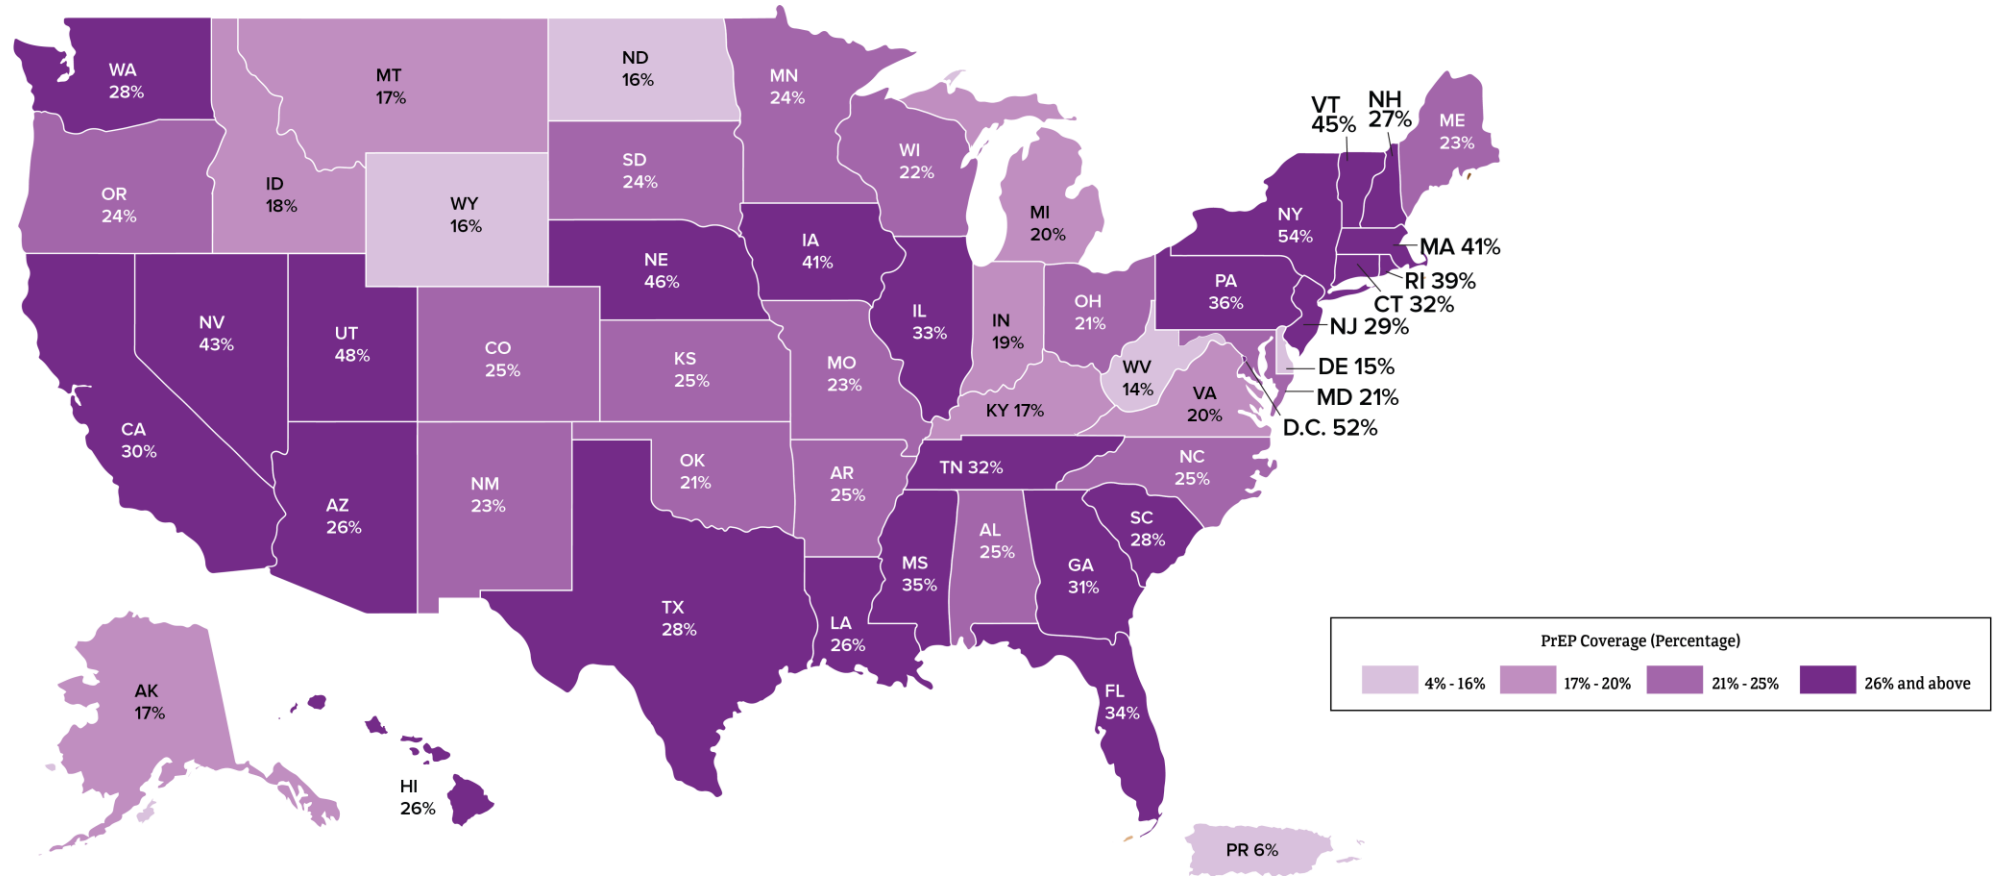 WA
28%
MT
17%
ND
16%
MN
24%
VT
45%
NH
27%
ME
23%
OR
24%
ID
18%
WY
16%
SD
24%
WI
22%
MI
20%
NY
54%
MA 41%
RI 39%
CT 32%
NJ 29%
DE 15%
MD 21%
D.C. 52%
NV
43%
UT
48%
CO
25%
NE
46%
IA
41%
IL
33%
IN
19%
OH
21%
PA
36%
KS
25%
MO
23%
WV
14%
VA
20%
KY 17%
CA
30%
AZ
26%
NM
23%
OK
21%
AR
25%
TN 32%
NC
25%
SC
28%
MS
35%
AL
25%
GA
31%
TX
28%
LA
26%
FL
34%
AK
17%
HI
26%
PR 6%
PrEP Coverage (Percentage)
4% - 16%
17% - 20%
21% - 25%
26% and above